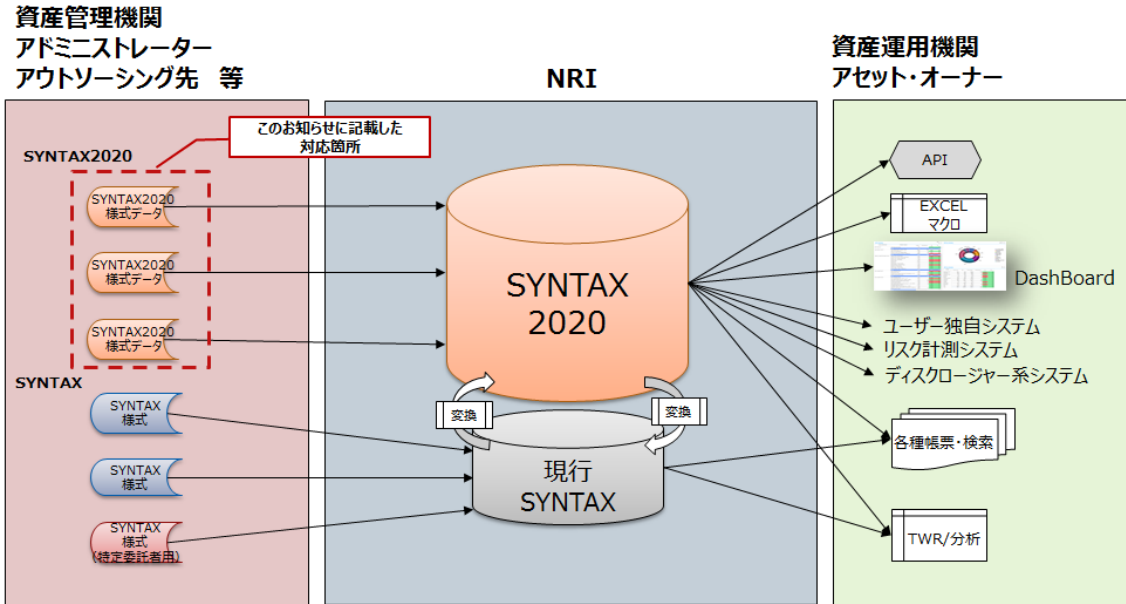 資産管理機関
アドミニストレーター
アウトソーシング先　等
NRI
資産運用機関
アセット・オーナー
このお知らせに記載した
対応箇所
SYNTAX2020
SYNTAX2020
様式データ
SYNTAX2020
様式データ
SYNTAX2020
様式データ
SYNTAX
SYNTAX
様式
SYNTAX
様式
SYNTAX
様式
(特定委託者用)
SYNTAX
2020
変換
変換
現行
SYNTAX
API
EXCEL
マクロ
DashBoard
ユーザー独自システム
リスク計測システム
ディスクロージャー系システム
各種帳票・検索
TWR/分析